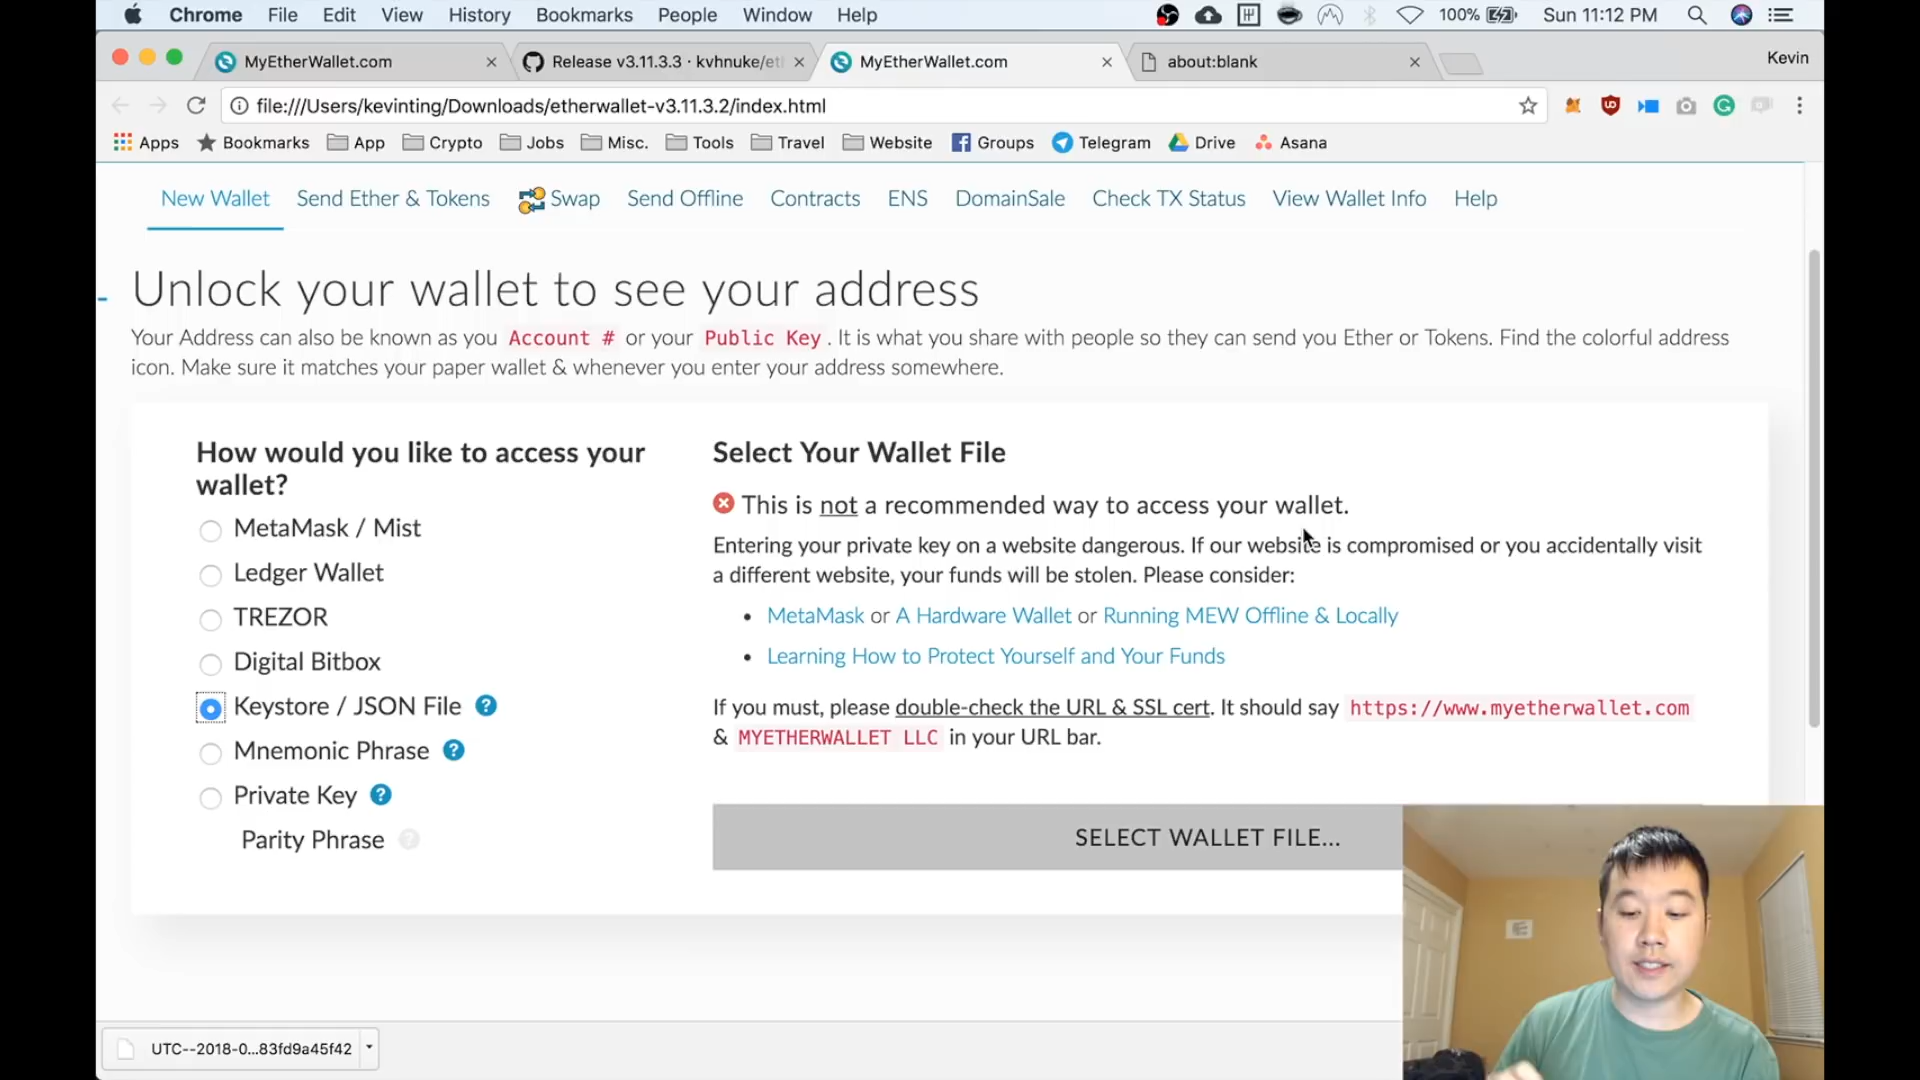 Chrome File Edit View History Bookmarks People Window Help 100% Sun 11:12 PM
MyEtherWallet.com Release v3.11.3.3 · kvhnuke/et MyEtherWallet.com about:blank Kevin
file:///Users/kevinting/Downloads/etherwallet-v3.11.3.2/index.html
Apps Bookmarks App Crypto Jobs Misc. Tools Travel Website Groups Telegram Drive Asana
New Wallet Send Ether & Tokens Swap Send Offline Contracts ENS DomainSale Check TX Status View Wallet Info Help
Unlock your wallet to see your address
Your Address can also be known as you Account # or your Public Key . It is what you share with people so they can send you Ether or Tokens. Find the colorful address
icon. Make sure it matches your paper wallet & whenever you enter your address somewhere.
How would you like to access your
wallet?
MetaMask / Mist
Ledger Wallet
TREZOR
Digital Bitbox
Keystore / JSON File ?
Mnemonic Phrase ?
Private Key ?
Parity Phrase ?
Select Your Wallet File
This is not a recommended way to access your wallet.
Entering your private key on a website dangerous. If our website is compromised or you accidentally visit
a different website, your funds will be stolen. Please consider:
• MetaMask or A Hardware Wallet or Running MEW Offline & Locally
• Learning How to Protect Yourself and Your Funds
If you must, please double-check the URL & SSL cert. It should say https://www.myetherwallet.com
& MYETHERWALLET LLC in your URL bar.
SELECT WALLET FILE...
UTC--2018-0...83fd9a45f42